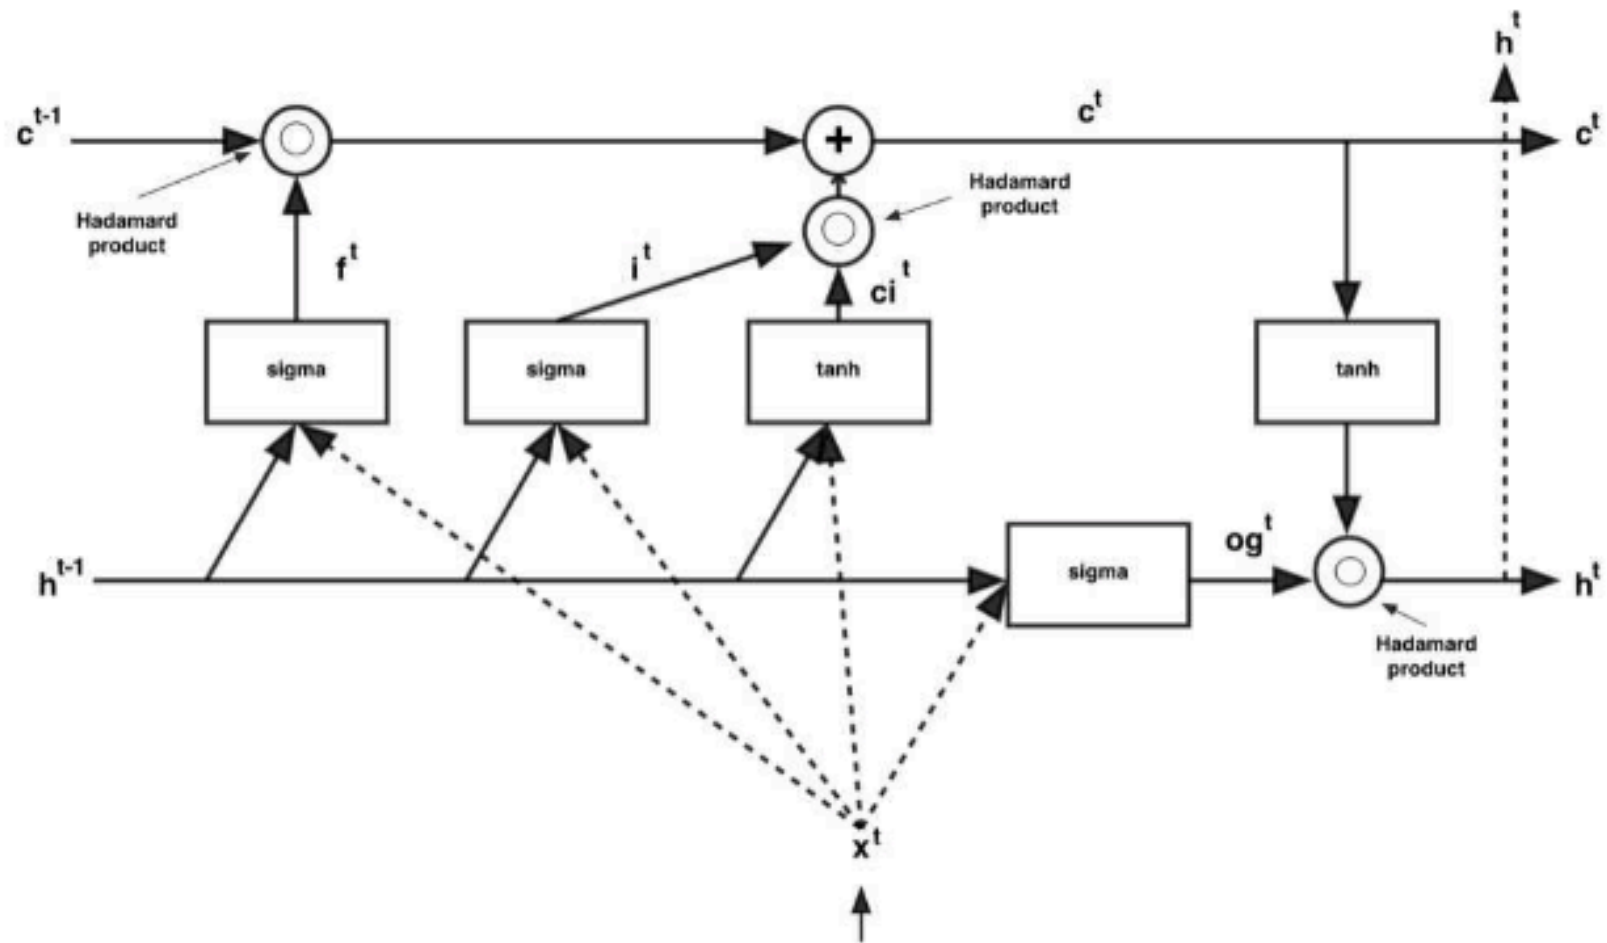 h^t
c^t-1
c^t
c^t
Hadamard
product
Hadamard
product
f^t
i^t
ci^t
sigma
sigma
tanh
tanh
h^t-1
sigma
og^t
h^t
Hadamard
product
x^t